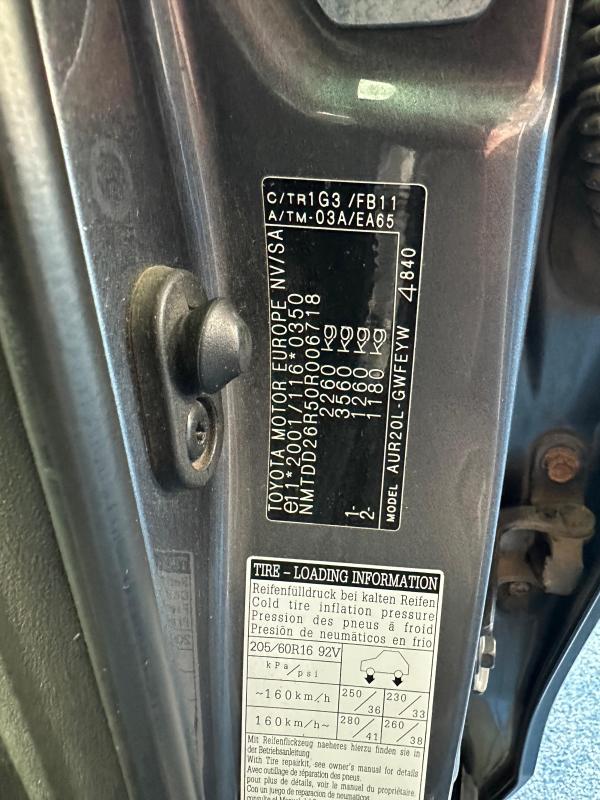 TOYOTA MOTOR EUROPE NV/SA
e11*2001/116*0350
NMTDD26R50R006718
2260 kg
3560 kg
1- 1260 kg
2- 1180 kg
MODEL AUR20L-GWFEYW 4840
C/TR1G3 /FB11
A/TM-03A/EA65
TIRE – LOADING INFORMATION
Reifenfülldruck bei kalten Reifen
Cold tire inflation pressure
Pression des pneus à froid
Presión de neumáticos en frio
205/60R16 92V
kPa/psi
~160km/h 250/36 230/33
160km/h~ 280/41 260/38
Mit Reifenflickzeug naeheres hierzu finden sie in
der Betriebsanleitung
With Tire repairkit, see owner's manual for details
Avec outillage de réparation des pneus.
pour plus de détails, voir le manuel du propriétaire
Con un juego de reparacion de neumaticos.